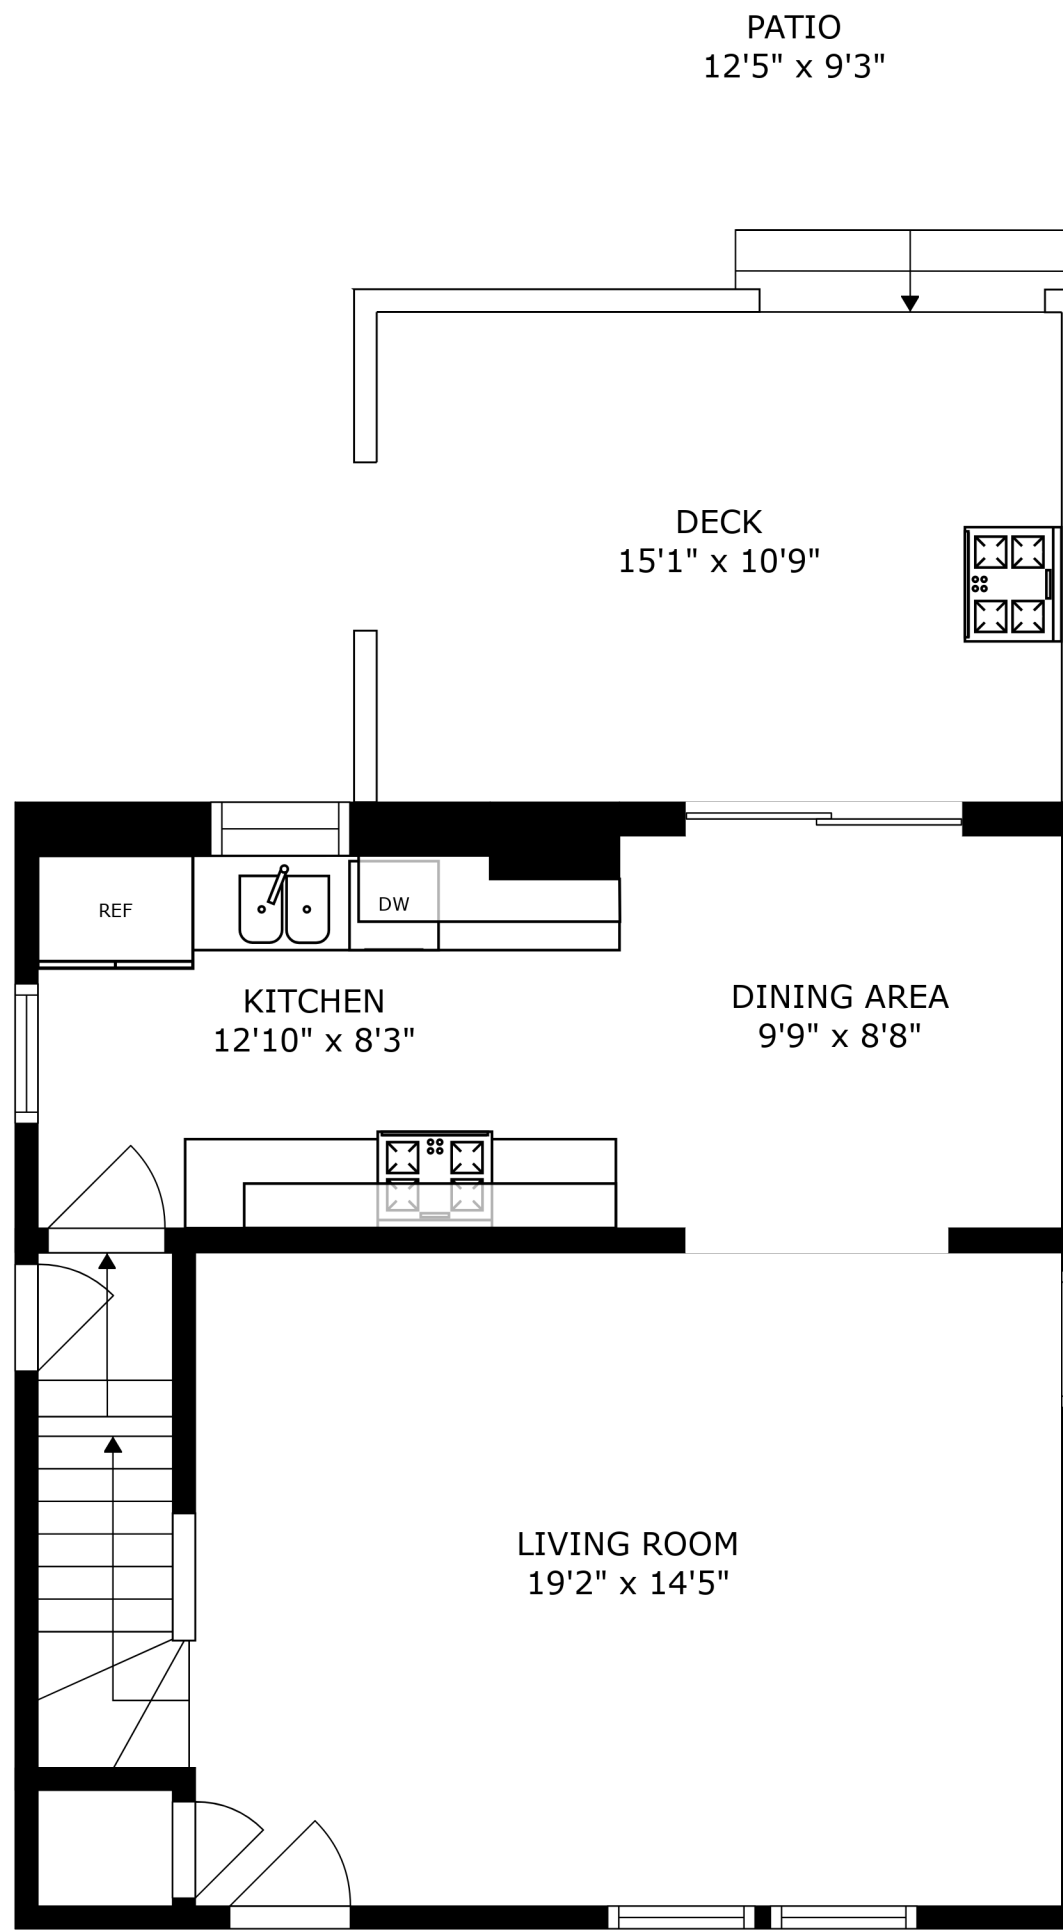 PATIO
12'5" x 9'3"
DECK
15'1" x 10'9"
REF
DW
KITCHEN
12'10" x 8'3"
DINING AREA
9'9" x 8'8"
LIVING ROOM
19'2" x 14'5"